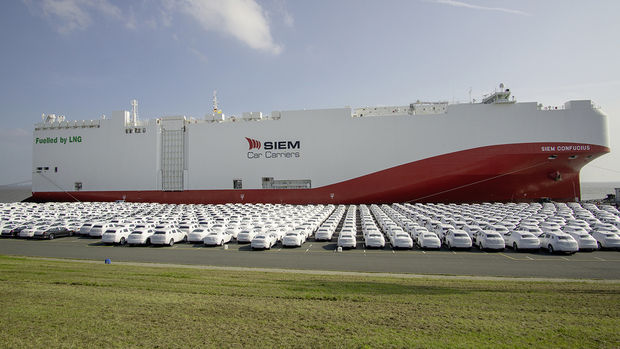 Fuelled by LNG
SIEM
Car Carriers
SIEM CONFUCIUS